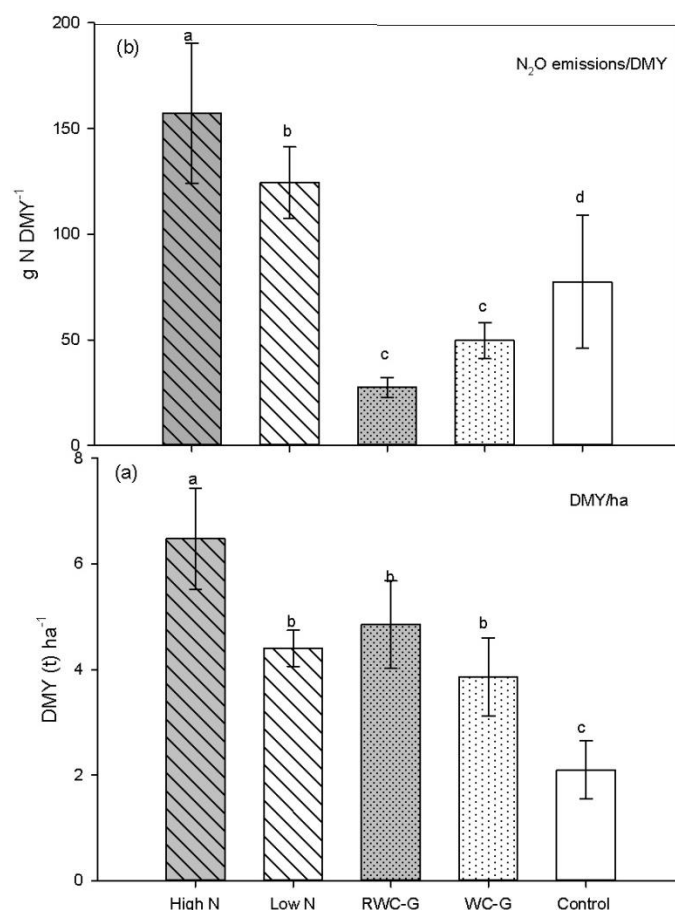 200
(b)
a
N₂O emissions/DMY
150
b
d
g N DMY⁻¹
100
c
50
c
0
8
(a)
a
DMY/ha
6
b
b
b
DMY (t) ha⁻¹
4
c
2
0
High N Low N RWC-G WC-G Control